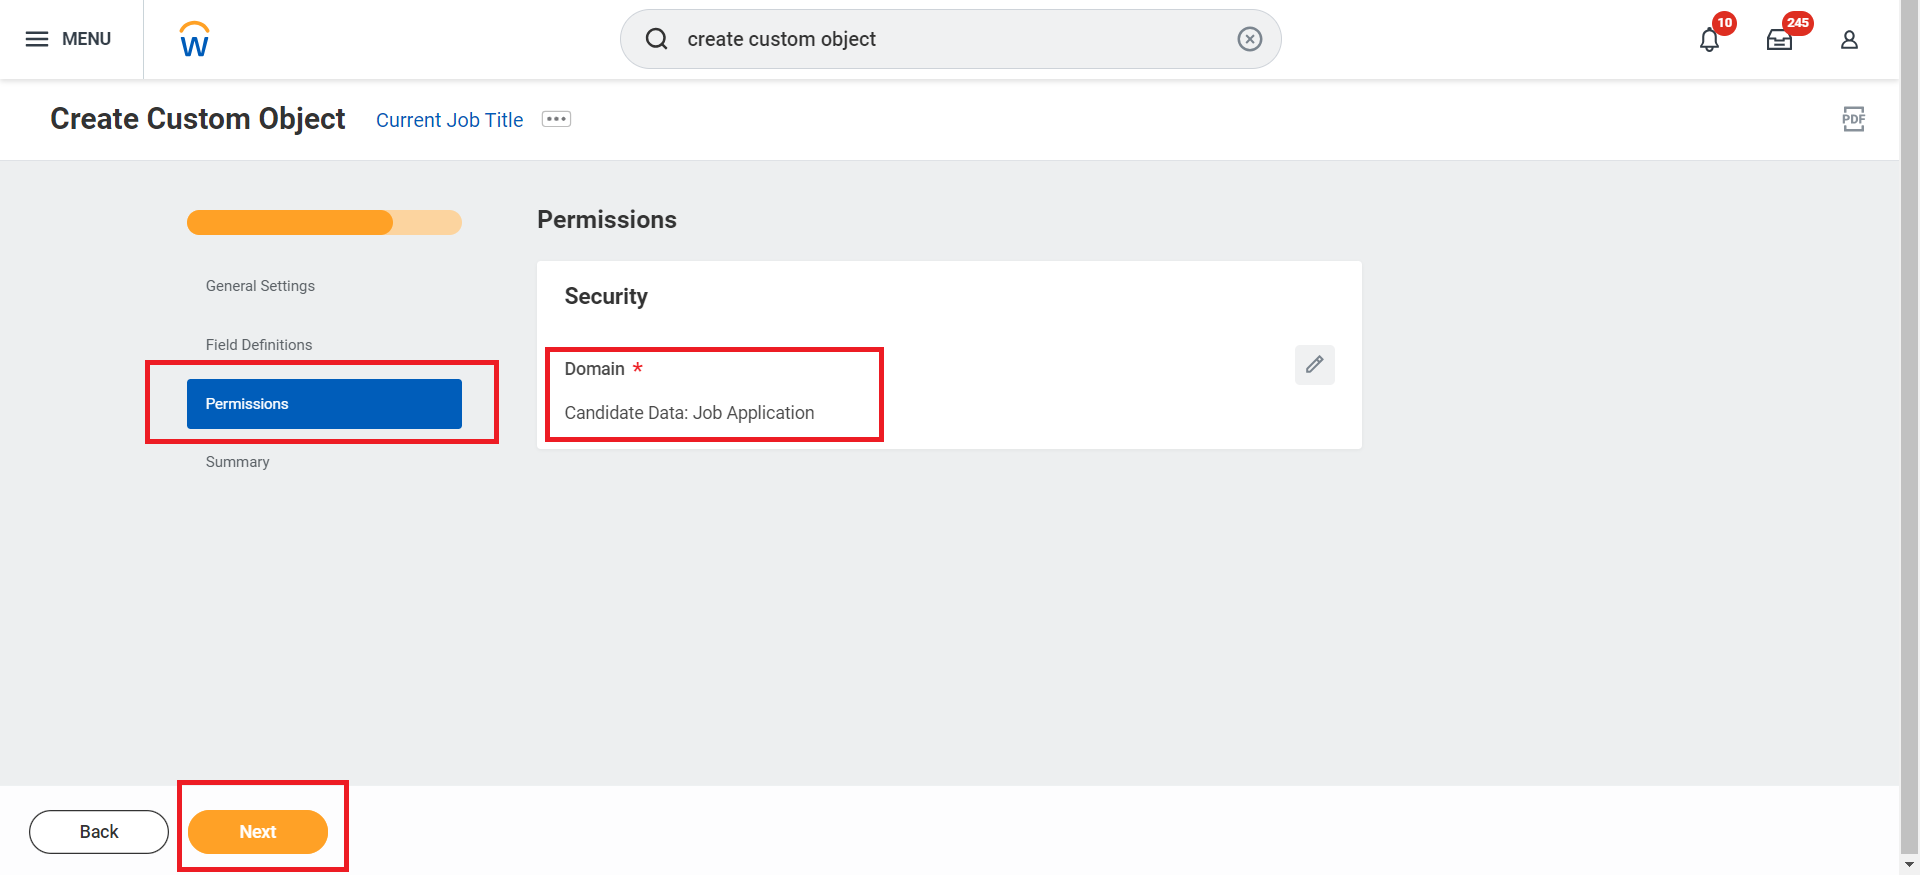 MENU
W
create custom object
10
245
Create Custom Object
Current Job Title
PDF
General Settings
Field Definitions
Permissions
Summary
Permissions
Security
Domain *
Candidate Data: Job Application
Back
Next